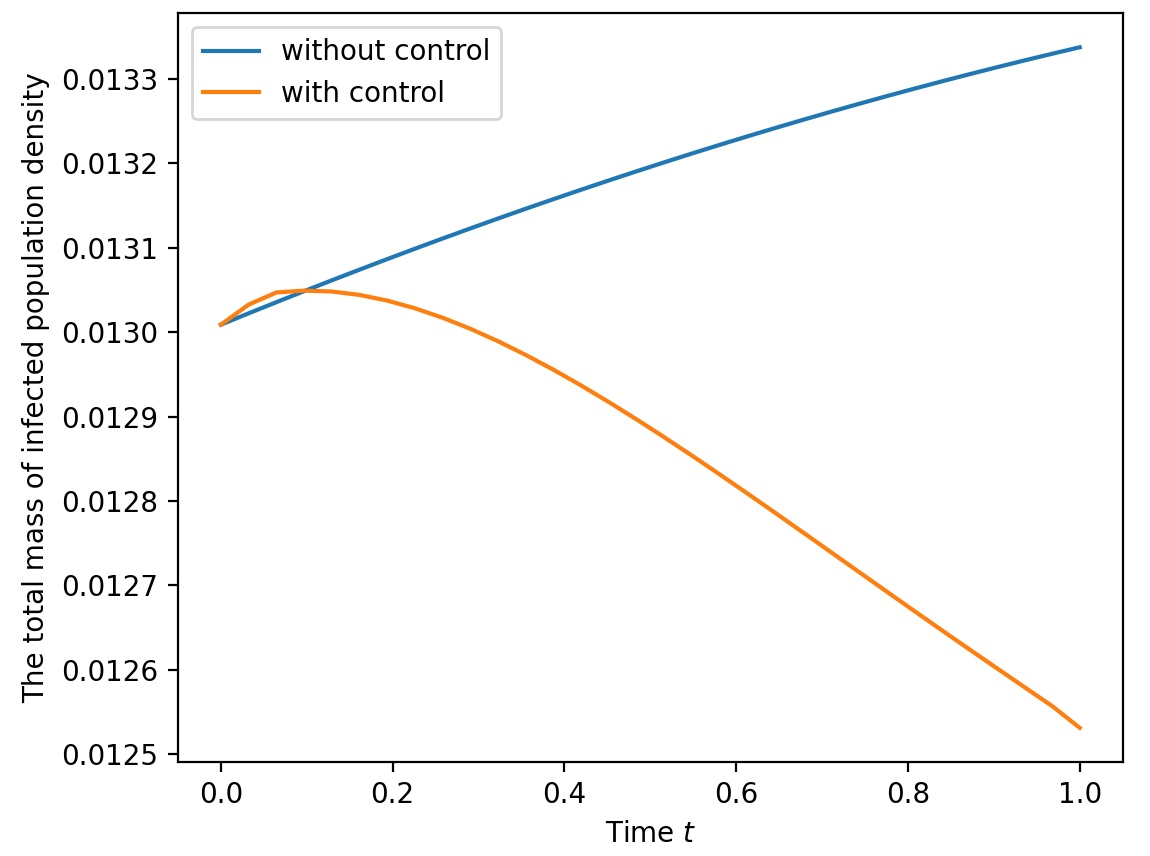 without control
with control
The total mass of infected population density
0.0133
0.0132
0.0131
0.0130
0.0129
0.0128
0.0127
0.0126
0.0125
0.0 0.2 0.4 0.6 0.8 1.0
Time t